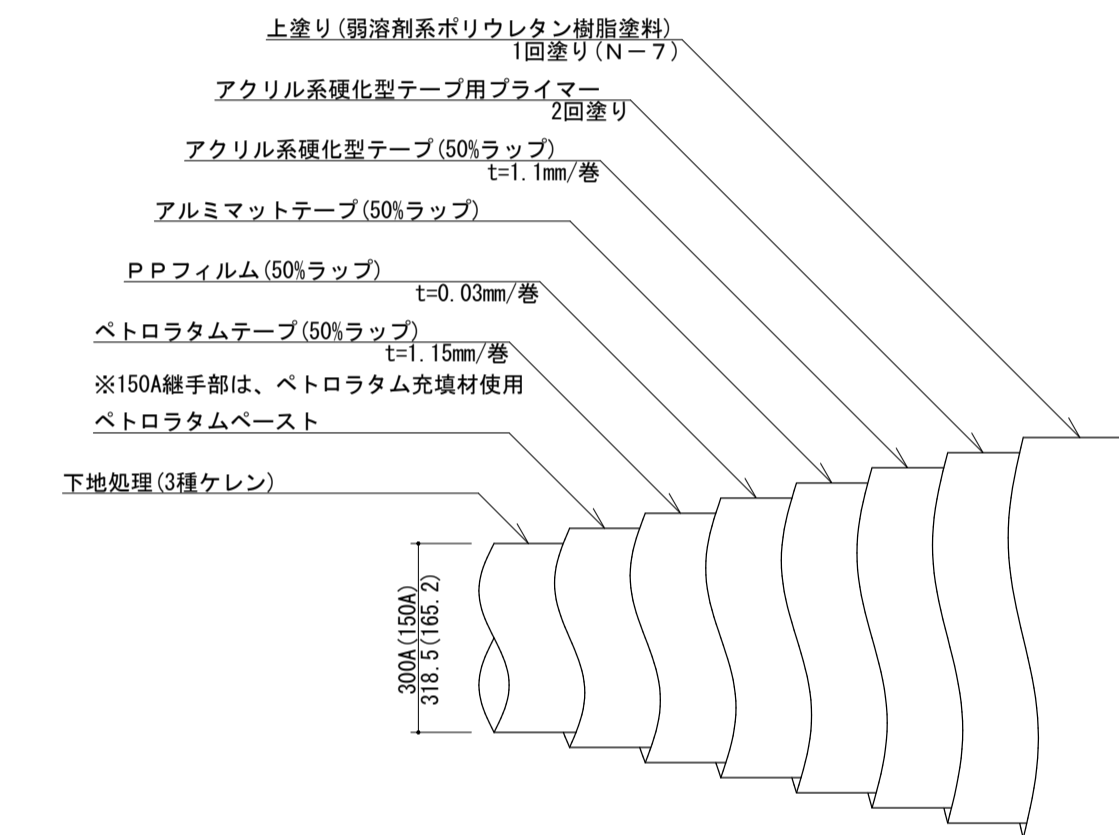 上塗り(弱溶剤系ポリウレタン樹脂塗料)
1回塗り(N−7)
アクリル系硬化型テープ用プライマー
2回塗り
アクリル系硬化型テープ(50%ラップ)
t=1.1mm/巻
アルミマットテープ(50%ラップ)
PPフィルム(50%ラップ)
t=0.03mm/巻
ペトロラタムテープ(50%ラップ)
t=1.15mm/巻
※150A継手部は、ペトロラタム充填材使用
ペトロラタムペースト
下地処理(3種ケレン)
300A(150A)
318.5(165.2)